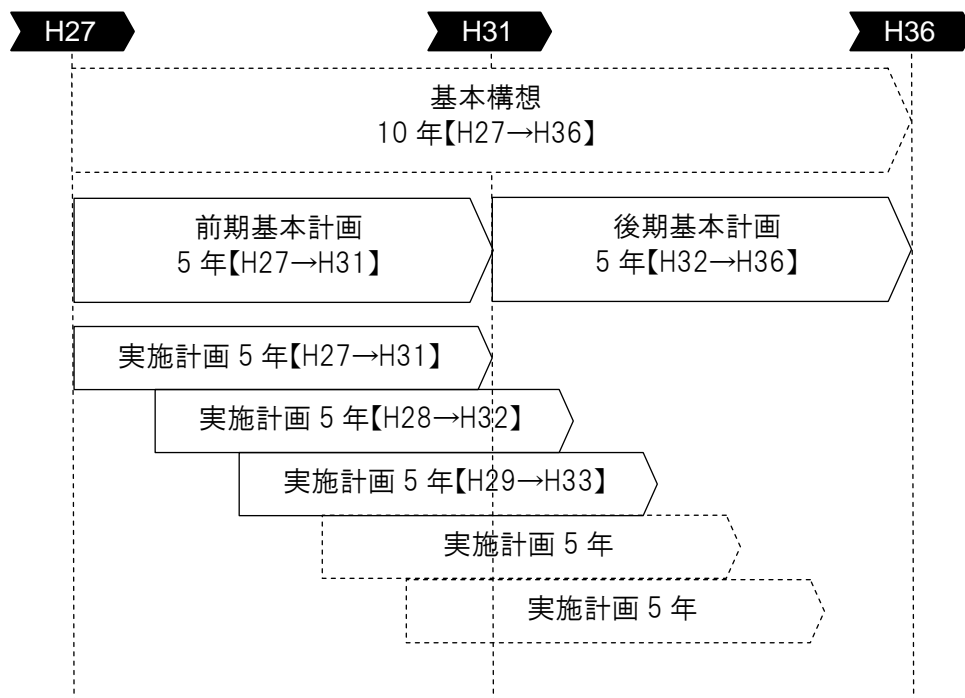 H27
H31
H36
基本構想
10年【H27→H36】
前期基本計画
5年【H27→H31】
後期基本計画
5年【H32→H36】
実施計画 5年【H27→H31】
実施計画 5年【H28→H32】
実施計画 5年【H29→H33】
実施計画 5年
実施計画 5年